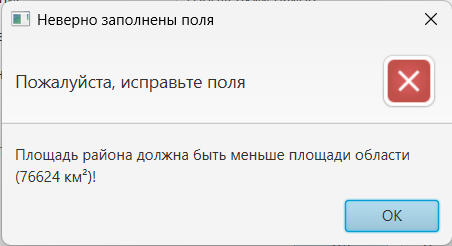 Неверно заполнены поля
Пожалуйста, исправьте поля
Площадь района должна быть меньше площади области
(76624 км²)!
OK